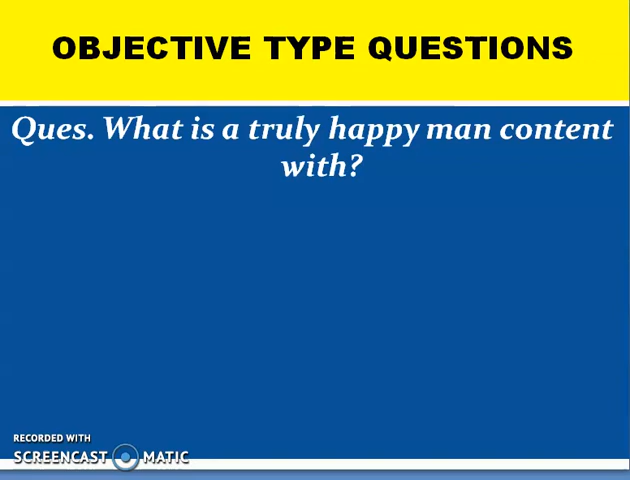 OBJECTIVE TYPE QUESTIONS
Ques. What is a truly happy man content
with?
RECORDED WITH
SCREENCAST MATIC